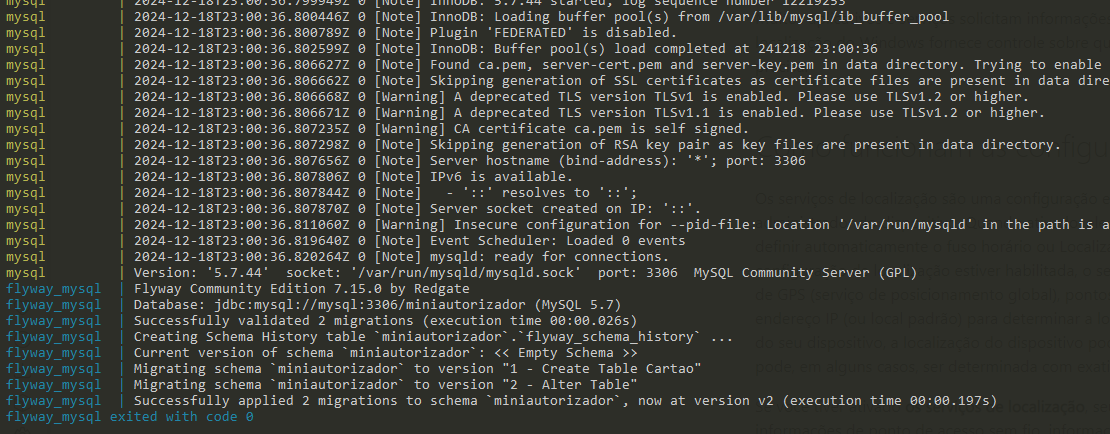 mysql | 2024-12-18T23:00:36.799949Z 0 [Note] InnoDB: 5.7.44 started; log sequence number 12219253
mysql | 2024-12-18T23:00:36.800446Z 0 [Note] InnoDB: Loading buffer pool(s) from /var/lib/mysql/ib_buffer_pool
mysql | 2024-12-18T23:00:36.800789Z 0 [Note] Plugin 'FEDERATED' is disabled.
mysql | 2024-12-18T23:00:36.802599Z 0 [Note] InnoDB: Buffer pool(s) load completed at 241218 23:00:36
mysql | 2024-12-18T23:00:36.806627Z 0 [Note] Found ca.pem, server-cert.pem and server-key.pem in data directory. Trying to enable
mysql | 2024-12-18T23:00:36.806662Z 0 [Note] Skipping generation of SSL certificates as certificate files are present in data dire
mysql | 2024-12-18T23:00:36.806668Z 0 [Warning] A deprecated TLS version TLSv1 is enabled. Please use TLSv1.2 or higher.
mysql | 2024-12-18T23:00:36.806671Z 0 [Warning] A deprecated TLS version TLSv1.1 is enabled. Please use TLSv1.2 or higher.
mysql | 2024-12-18T23:00:36.807235Z 0 [Warning] CA certificate ca.pem is self signed.
mysql | 2024-12-18T23:00:36.807298Z 0 [Note] Skipping generation of RSA key pair as key files are present in data directory.
mysql | 2024-12-18T23:00:36.807656Z 0 [Note] Server hostname (bind-address): '*'; port: 3306
mysql | 2024-12-18T23:00:36.807806Z 0 [Note] IPv6 is available.
mysql | 2024-12-18T23:00:36.807844Z 0 [Note]   - '::' resolves to '::';
mysql | 2024-12-18T23:00:36.807870Z 0 [Note] Server socket created on IP: '::'.
mysql | 2024-12-18T23:00:36.811060Z 0 [Warning] Insecure configuration for --pid-file: Location '/var/run/mysqld' in the path is a
mysql | 2024-12-18T23:00:36.819640Z 0 [Note] Event Scheduler: Loaded 0 events
mysql | 2024-12-18T23:00:36.820264Z 0 [Note] mysqld: ready for connections.
mysql | Version: '5.7.44'  socket: '/var/run/mysqld/mysqld.sock'  port: 3306  MySQL Community Server (GPL)
flyway_mysql | Flyway Community Edition 7.15.0 by Redgate
flyway_mysql | Database: jdbc:mysql://mysql:3306/miniautorizador (MySQL 5.7)
flyway_mysql | Successfully validated 2 migrations (execution time 00:00.026s)
flyway_mysql | Creating Schema History table `miniautorizador`.`flyway_schema_history` ...
flyway_mysql | Current version of schema `miniautorizador`: << Empty Schema >>
flyway_mysql | Migrating schema `miniautorizador` to version "1 - Create Table Cartao"
flyway_mysql | Migrating schema `miniautorizador` to version "2 - Alter Table"
flyway_mysql | Successfully applied 2 migrations to schema `miniautorizador`, now at version v2 (execution time 00:00.197s)
flyway_mysql exited with code 0